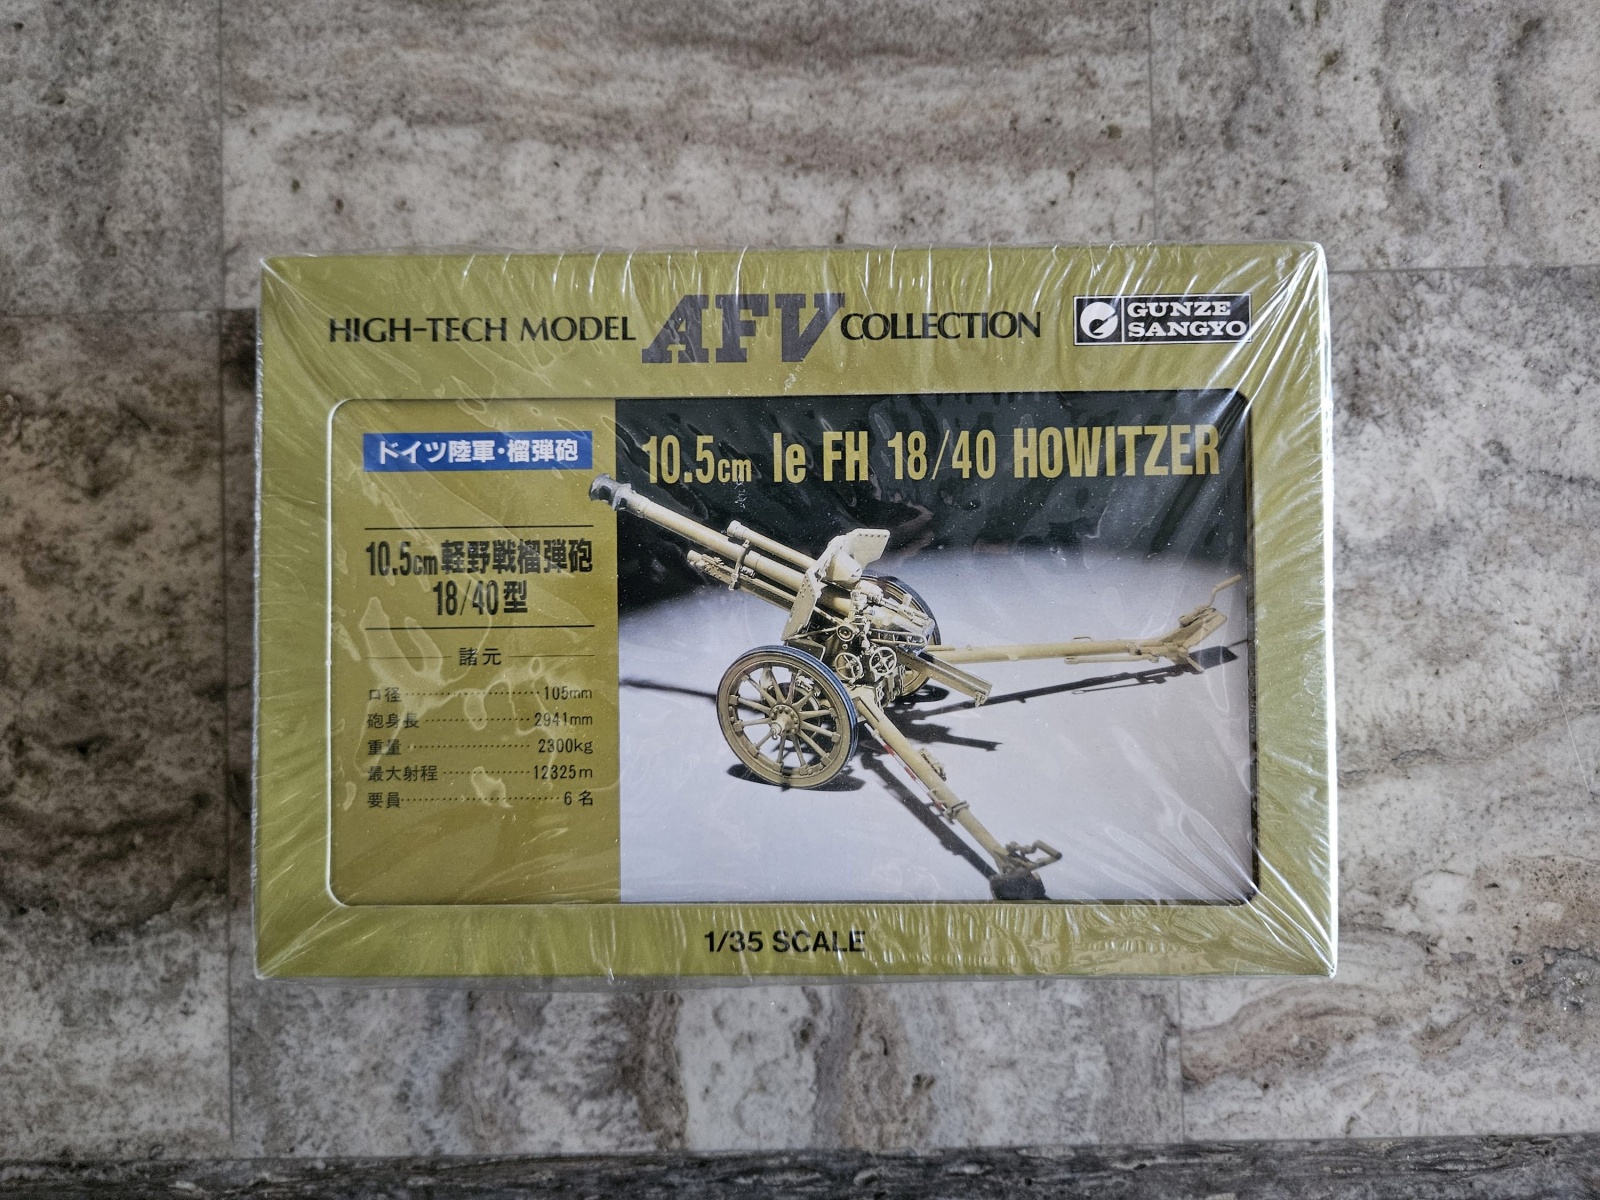 HIGH-TECH MODEL AFV COLLECTION
GUNZE
SANGYO
ドイツ陸軍・榴弾砲
10.5cm le FH 18/40 HOWITZER
10.5cm軽野戦榴弾砲
18/40型
諸元
口径 105mm
砲身長 2941mm
重量 2300kg
最大射程 12325m
要員 6名
1/35 SCALE